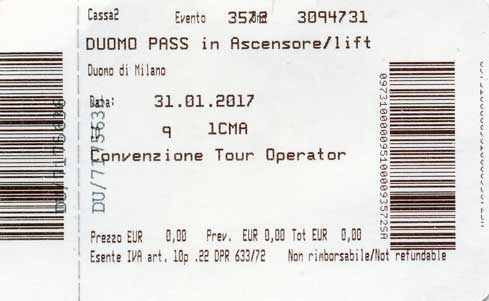 Cassa2 Evento 3094731
DUOMO PASS in Ascensore/lift
Duomo di Milano
Data: 31.01.2017
9 1CMA
Convenzione Tour Operator
Prezzo EUR 0,00 Prev. EUR 0,00 Tot EUR 0,00
Esente IVA art. 10p .22 DPR 633/72 Non rimborsabile/Not refundable